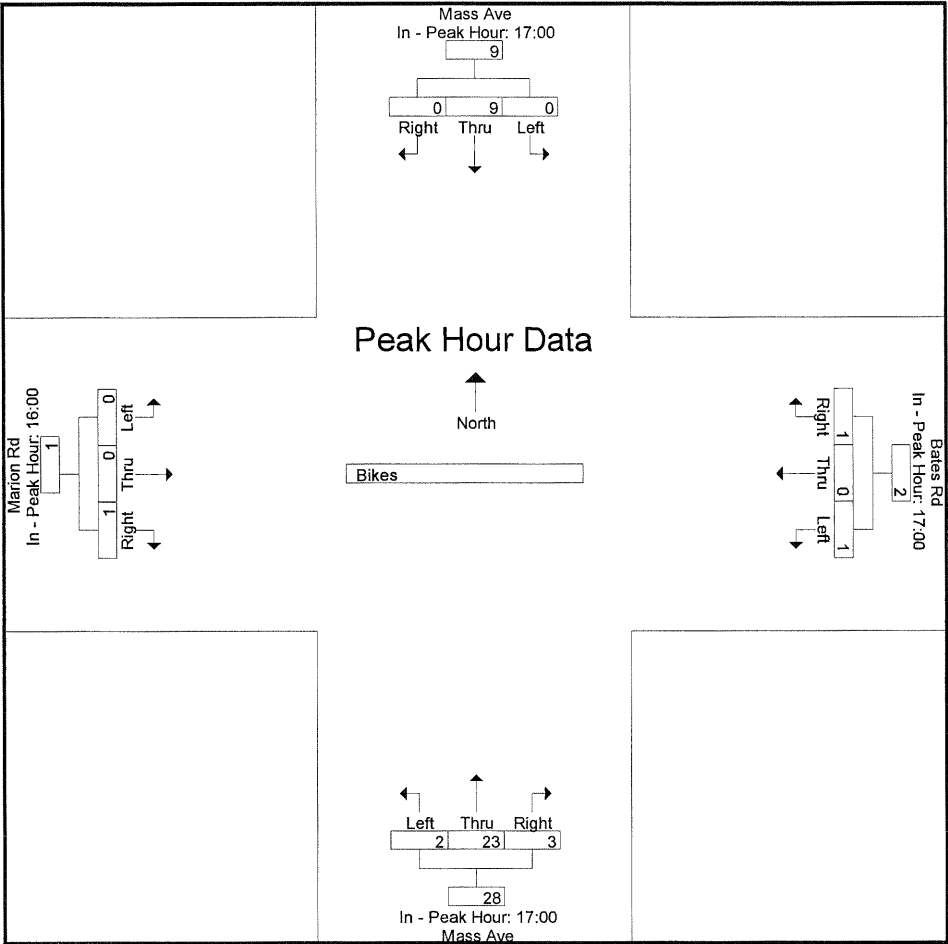 Mass Ave
In - Peak Hour: 17:00
9
0 9 0
Right Thru Left
Peak Hour Data
North
Bikes
Marion Rd
In - Peak Hour: 16:00
1
0 0 1
Left Thru Right
Bates Rd
In - Peak Hour: 17:00
2
1 0 1
Right Thru Left
Left Thru Right
2 23 3
28
In - Peak Hour: 17:00
Mass Ave